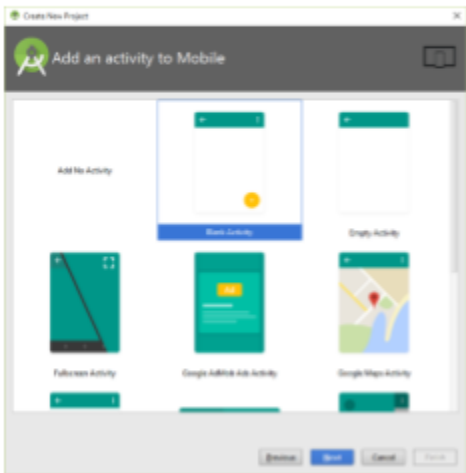 Create New Project
Add an activity to Mobile
Add No Activity
Blank Activity
Empty Activity
Ad
Fullscreen Activity
Google AdMob Ads Activity
Google Maps Activity
Previous
Next
Cancel
Finish